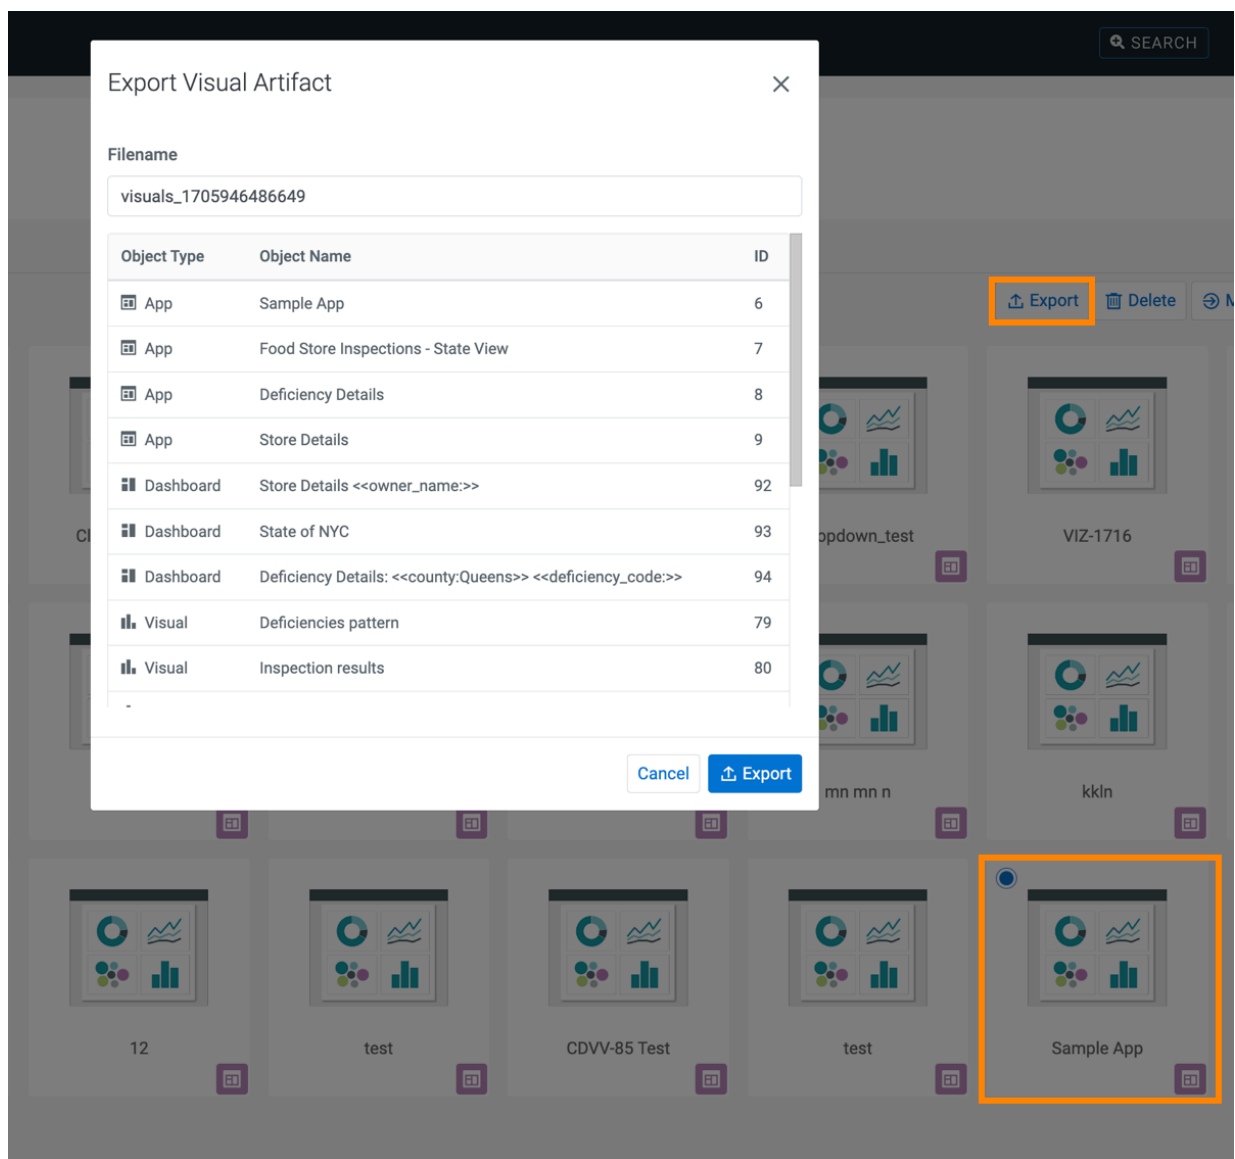 SEARCH
Export Visual Artifact
Filename
visuals_1705946486649
Object Type Object Name ID
App Sample App 6
App Food Store Inspections - State View 7
App Deficiency Details 8
App Store Details 9
Dashboard Store Details <<owner_name:>> 92
Dashboard State of NYC 93
Dashboard Deficiency Details: <<county:Queens>> <<deficiency_code:>> 94
Visual Deficiencies pattern 79
Visual Inspection results 80
Cancel Export
Export Delete
opdown_test VIZ-1716
mn mn n kkln
12 test CDVV-85 Test test Sample App